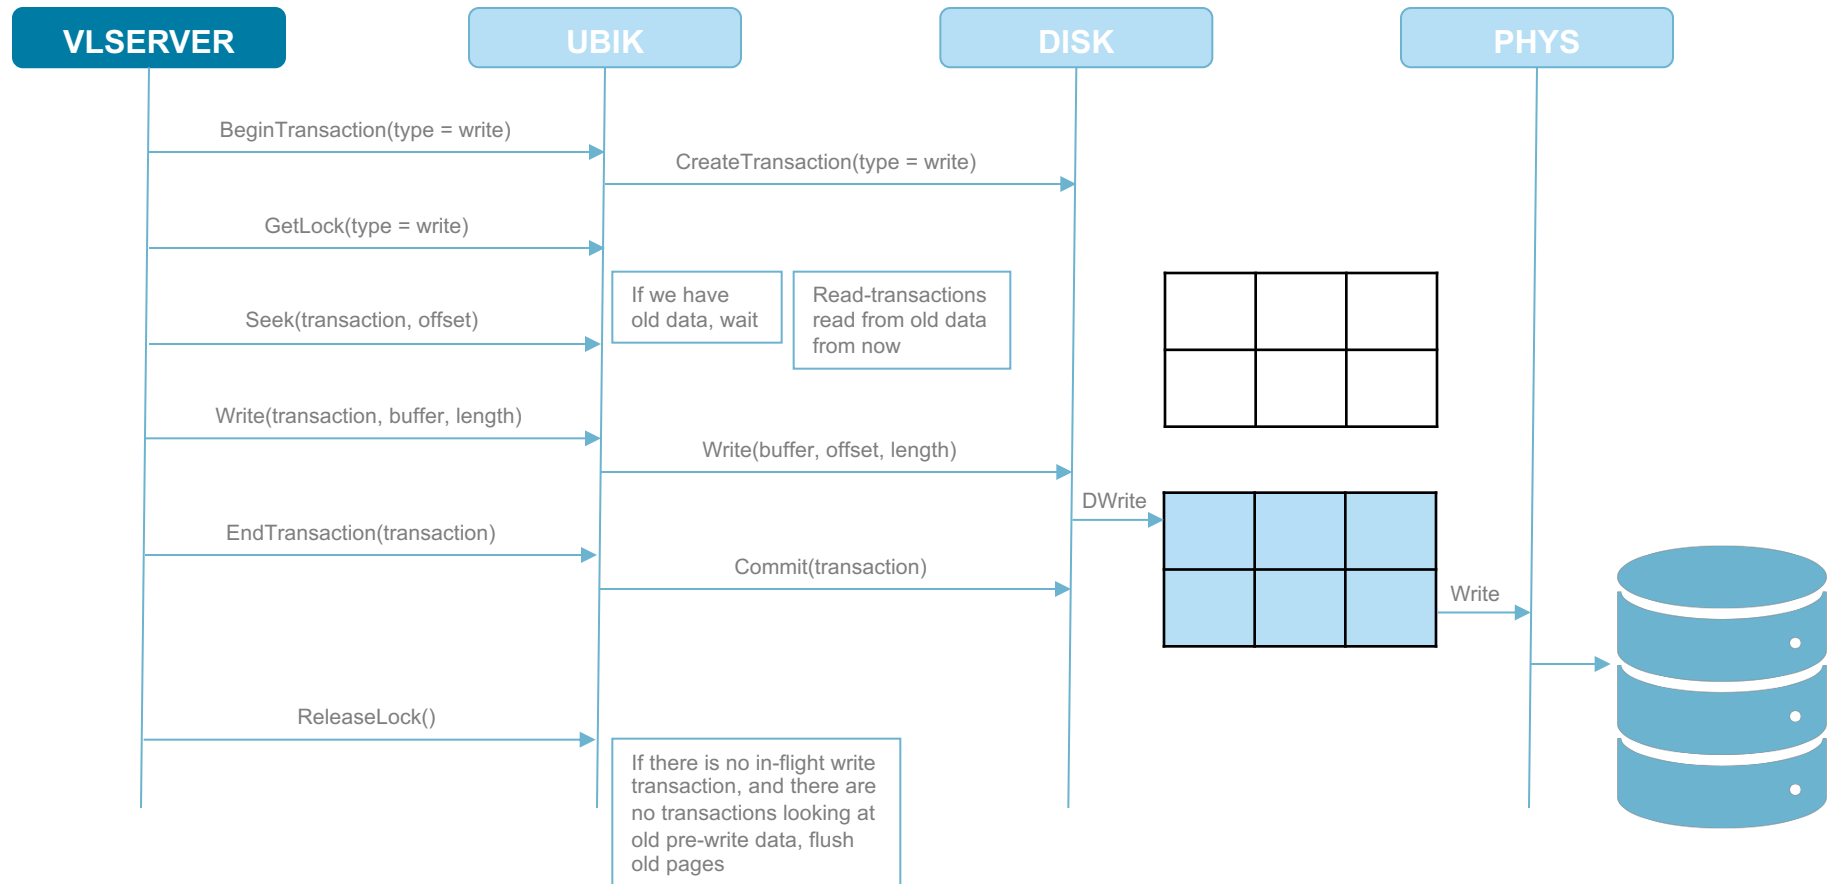 VLSERVER
UBIK
DISK
PHYS
BeginTransaction(type = write)
CreateTransaction(type = write)
GetLock(type = write)
If we have
old data, wait
Read-transactions
read from old data
from now
Seek(transaction, offset)
Write(transaction, buffer, length)
Write(buffer, offset, length)
DWrite
EndTransaction(transaction)
Commit(transaction)
Write
ReleaseLock()
If there is no in-flight write
transaction, and there are
no transactions looking at
old pre-write data, flush
old pages